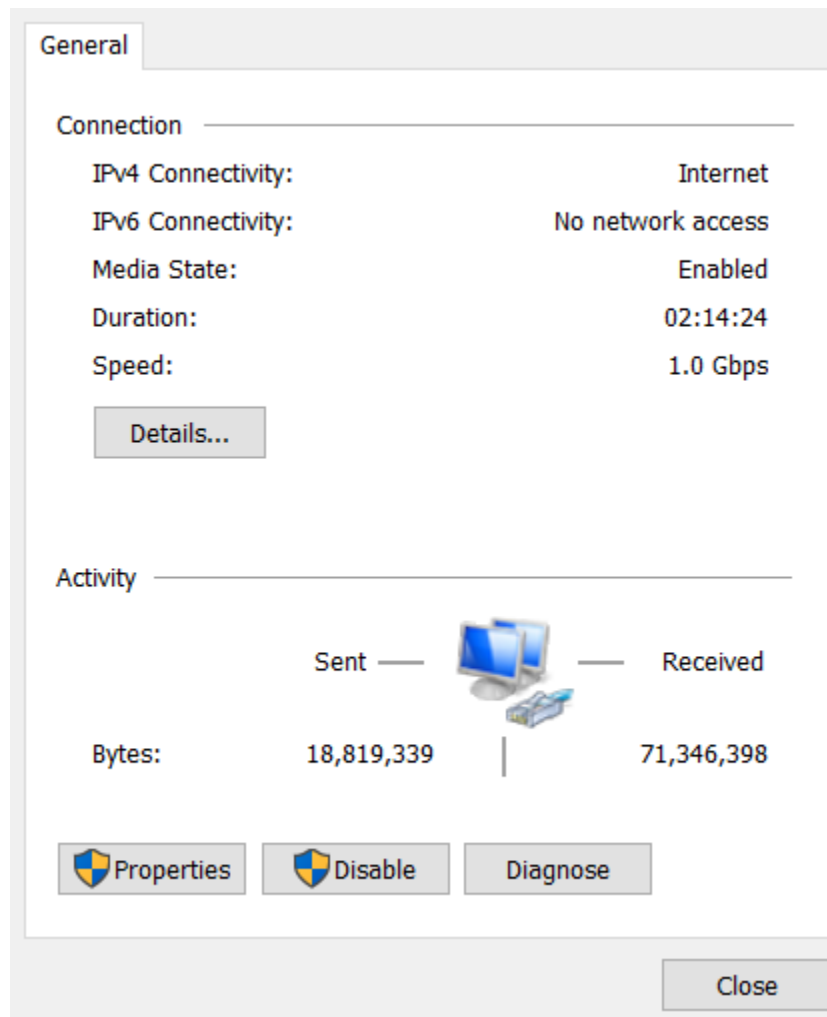 General
Connection
IPv4 Connectivity: Internet
IPv6 Connectivity: No network access
Media State: Enabled
Duration: 02:14:24
Speed: 1.0 Gbps
Details...
Activity
Sent Received
Bytes: 18,819,339 71,346,398
Properties Disable Diagnose
Close